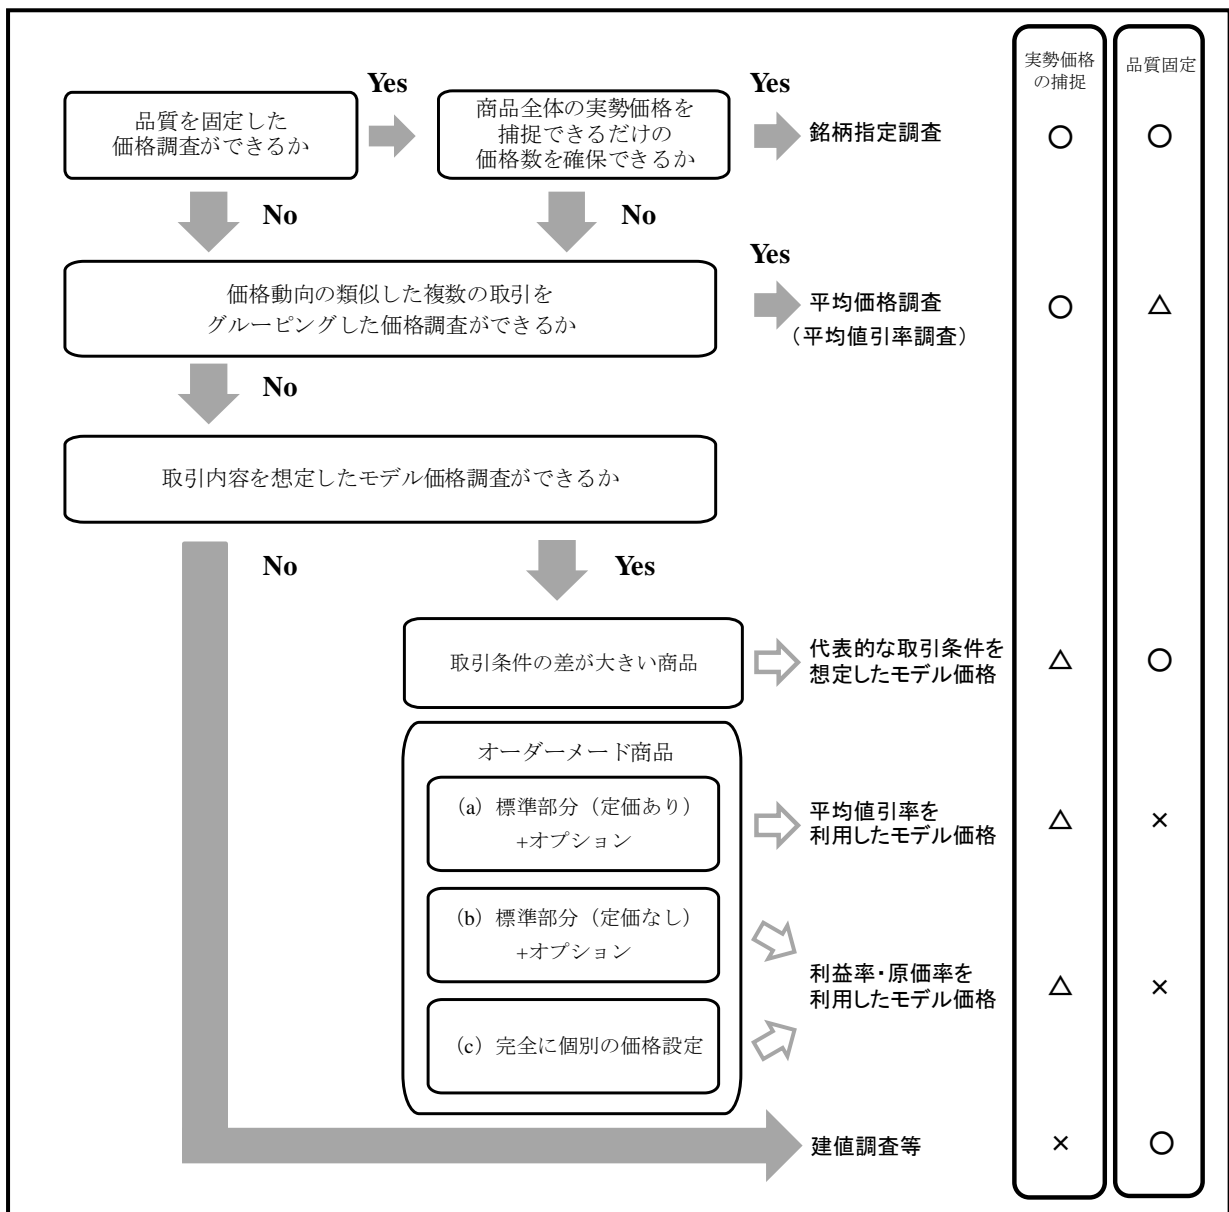 実勢価格
の捕捉
品質固定
品質を固定した
価格調査ができるか
Yes
商品全体の実勢価格を
捕捉できるだけの
価格数を確保できるか
Yes
銘柄指定調査
○
○
No
No
価格動向の類似した複数の取引を
グルーピングした価格調査ができるか
Yes
平均価格調査
(平均値引率調査)
○
△
No
取引内容を想定したモデル価格調査ができるか
No
Yes
取引条件の差が大きい商品
代表的な取引条件を
想定したモデル価格
△
○
オーダーメード商品
(a) 標準部分(定価あり)
+オプション
平均値引率を
利用したモデル価格
△
×
(b) 標準部分(定価なし)
+オプション
(c) 完全に個別の価格設定
利益率・原価率を
利用したモデル価格
△
×
建値調査等
×
○